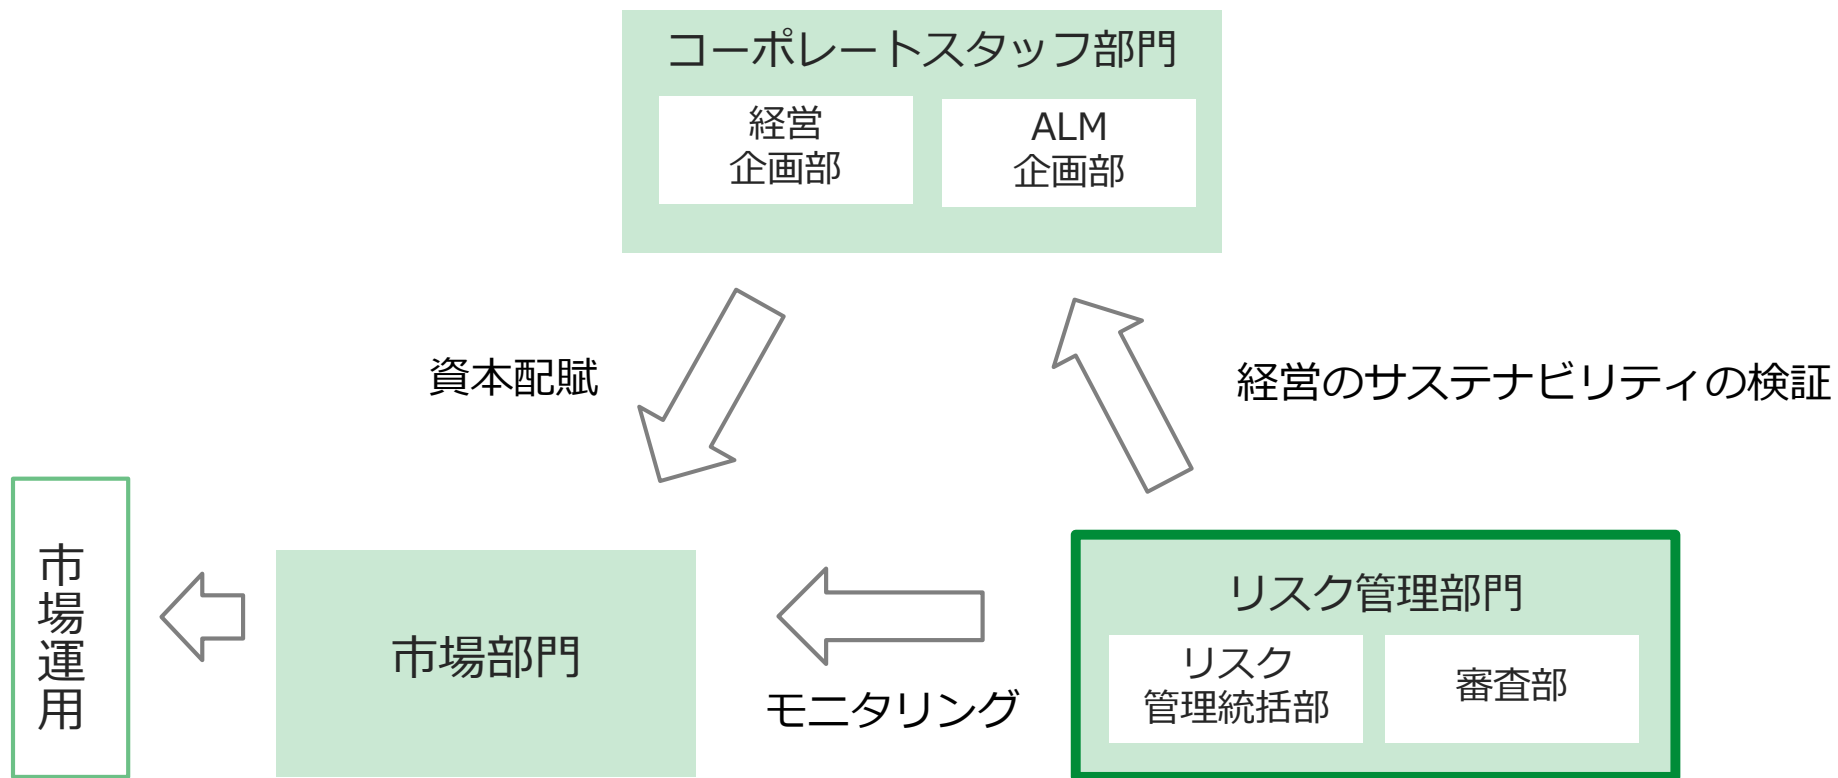 コーポレートスタッフ部門
経営
企画部
ALM
企画部
資本配賦
経営のサステナビリティの検証
市場運用
市場部門
モニタリング
リスク管理部門
リスク
管理統括部
審査部